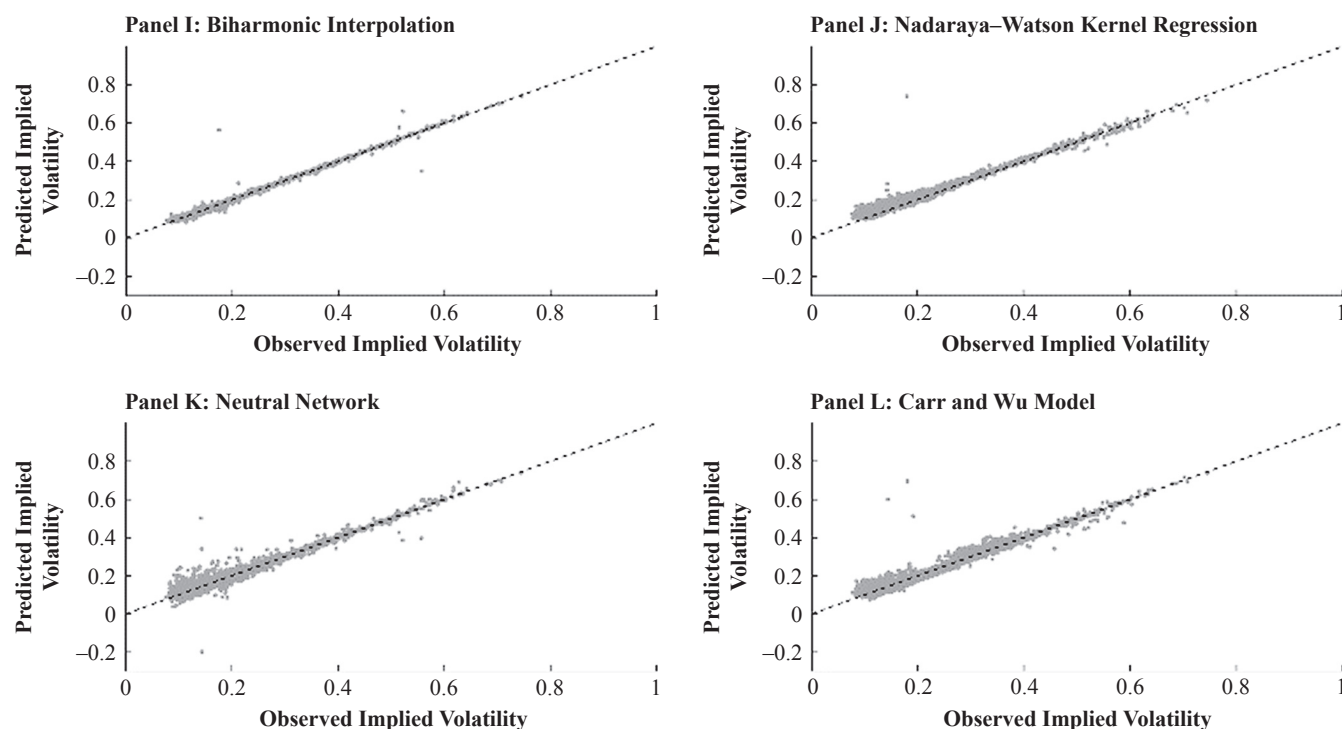 Panel I: Biharmonic Interpolation
Predicted Implied
Volatility
0.8
0.6
0.4
0.2
0
–0.2
0 0.2 0.4 0.6 0.8 1
Observed Implied Volatility
Panel J: Nadaraya–Watson Kernel Regression
Predicted Implied
Volatility
0.8
0.6
0.4
0.2
0
–0.2
0 0.2 0.4 0.6 0.8 1
Observed Implied Volatility
Panel K: Neutral Network
Predicted Implied
Volatility
0.8
0.6
0.4
0.2
0
–0.2
0 0.2 0.4 0.6 0.8 1
Observed Implied Volatility
Panel L: Carr and Wu Model
Predicted Implied
Volatility
0.8
0.6
0.4
0.2
0
–0.2
0 0.2 0.4 0.6 0.8 1
Observed Implied Volatility